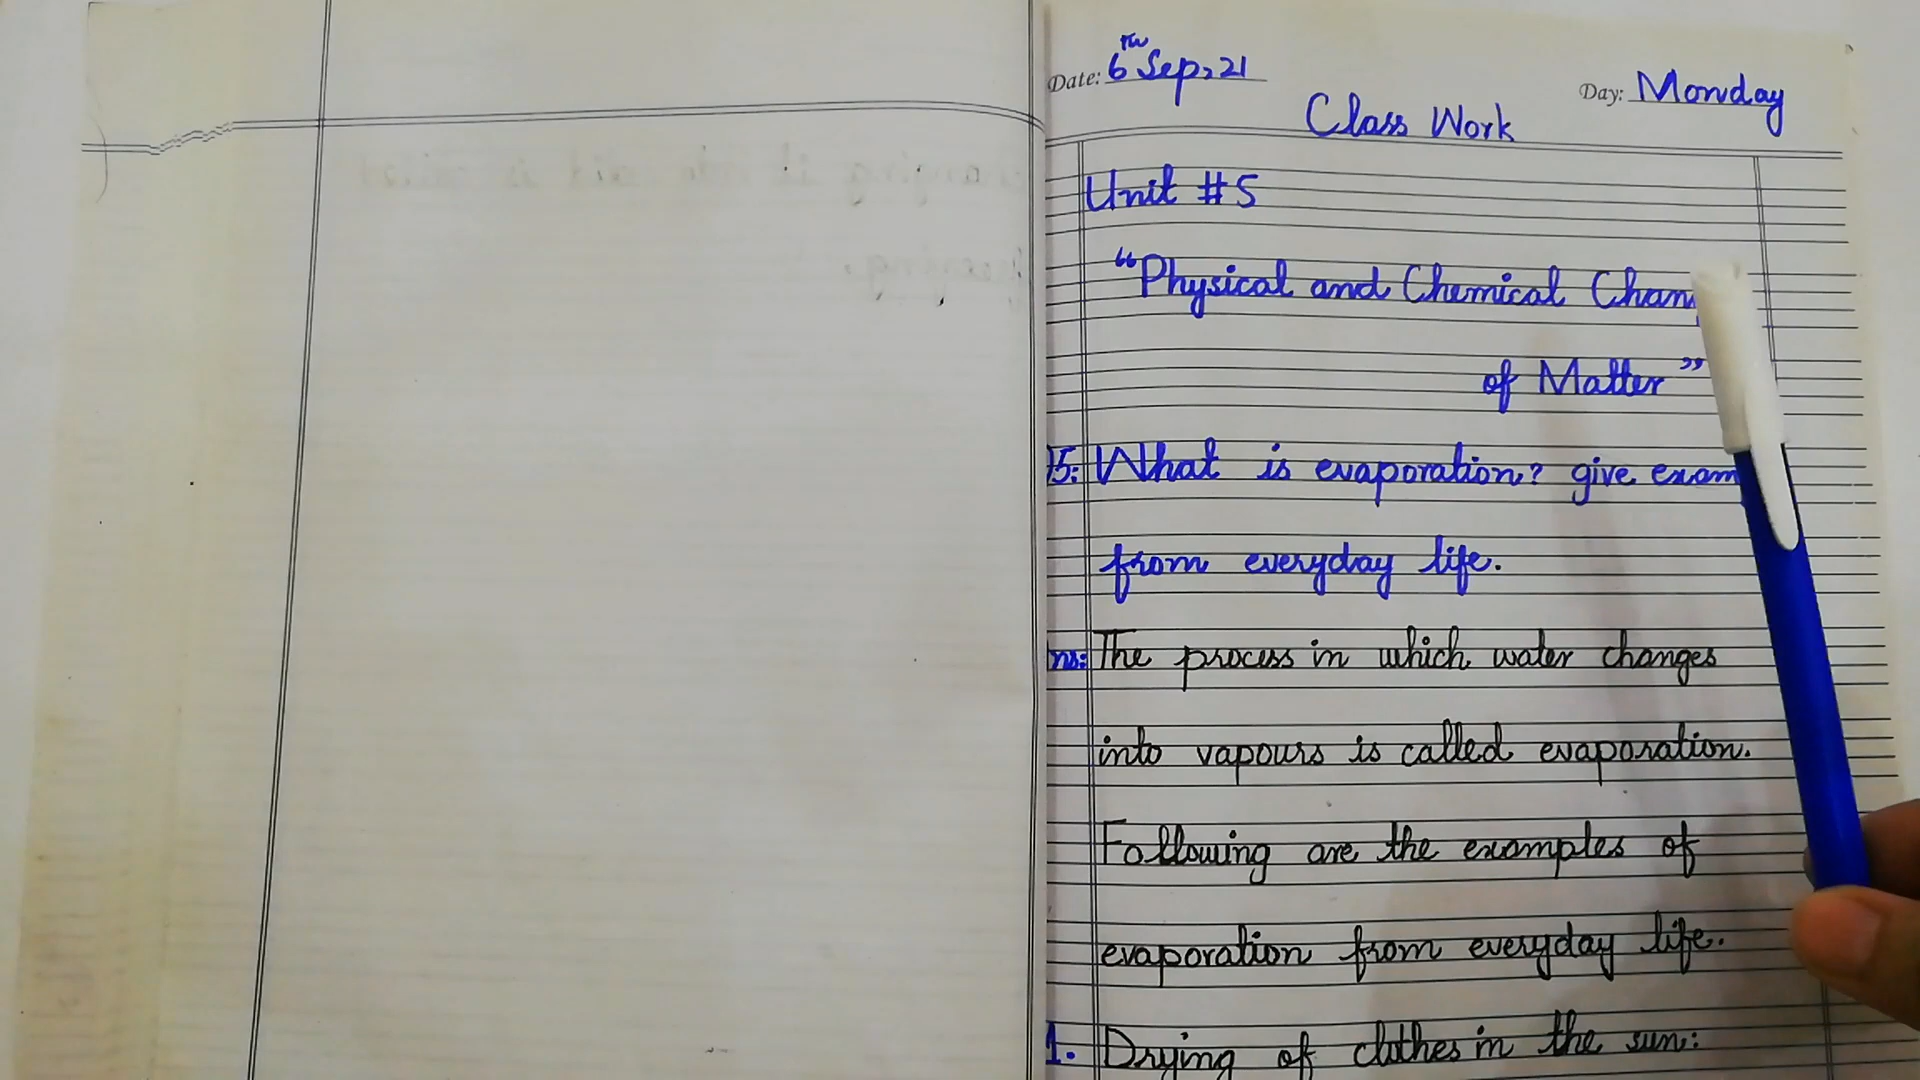 Date: 6th Sep, 21
Day: Monday
Class Work
Unit #5
"Physical and Chemical Chan
of Matter"
5: What is evaporation? give exam
from everyday life.
ns: The process in which water changes
into vapours is called evaporation.
Following are the examples of
evaporation from everyday life.
1. Drying of clothes in the sun: